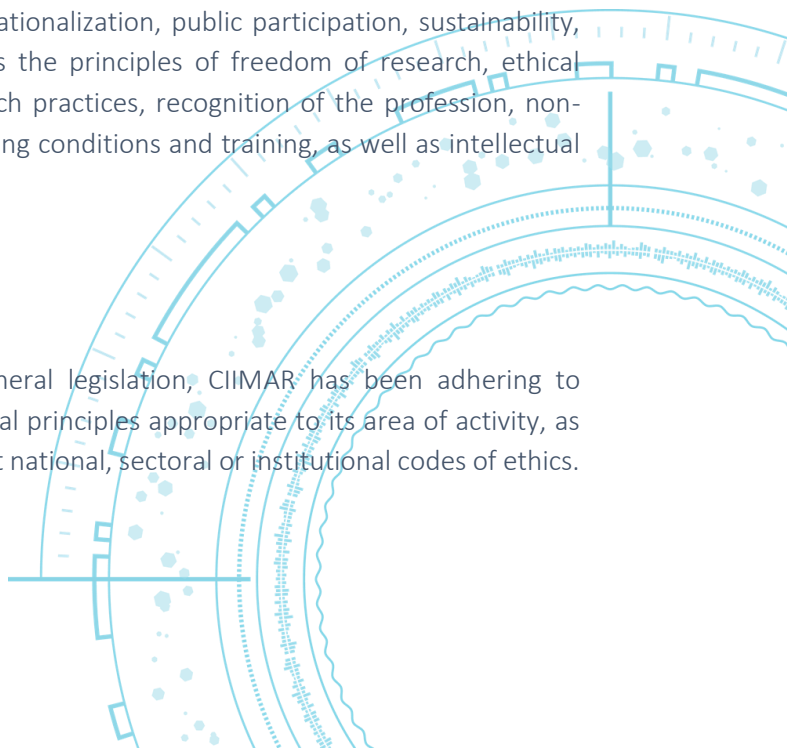 ationalization, public participation, sustainability,
s the principles of freedom of research, ethical
ch practices, recognition of the profession, non-
ng conditions and training, as well as intellectual
neral legislation, CIIMAR has been adhering to
al principles appropriate to its area of activity, as
t national, sectoral or institutional codes of ethics.